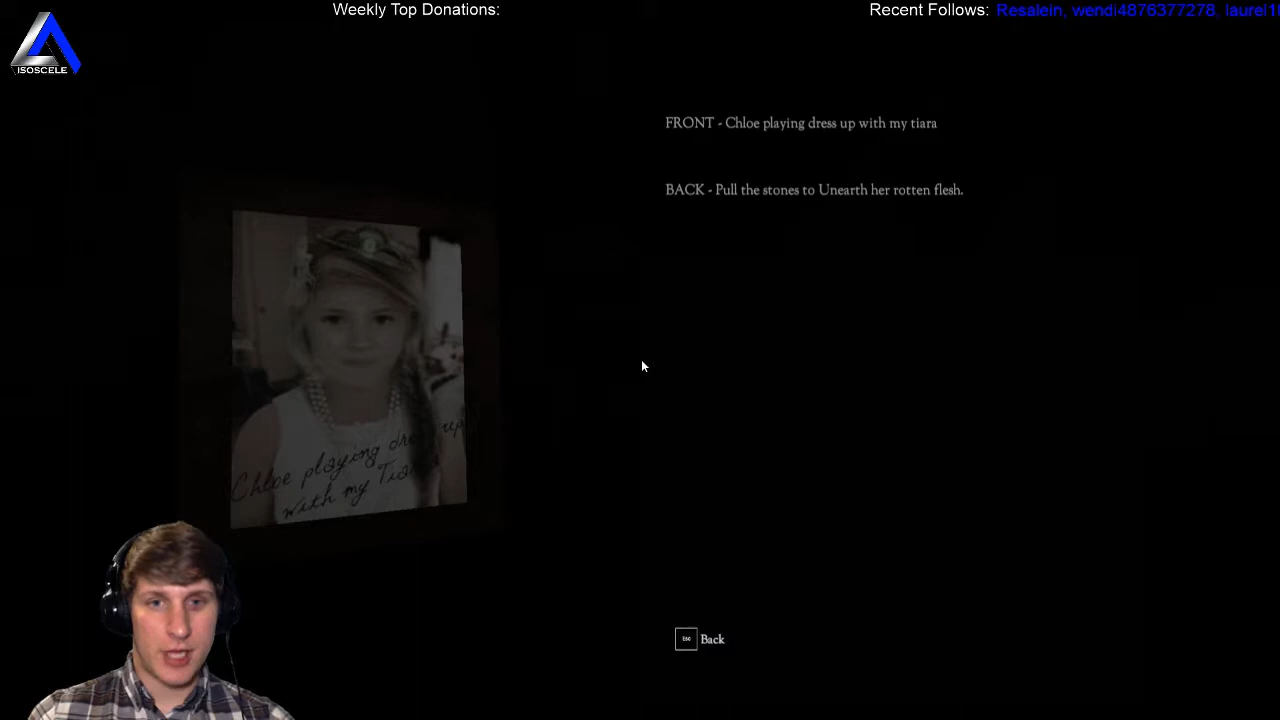 Weekly Top Donations:
Recent Follows: Resalein, wendi4876377278,
ISOSCELE
FRONT - Chloe playing dress up with my tiara
BACK - Pull the stones to Unearth her rotten flesh.
Chloe playing dress up
with my Tiara
Esc Back